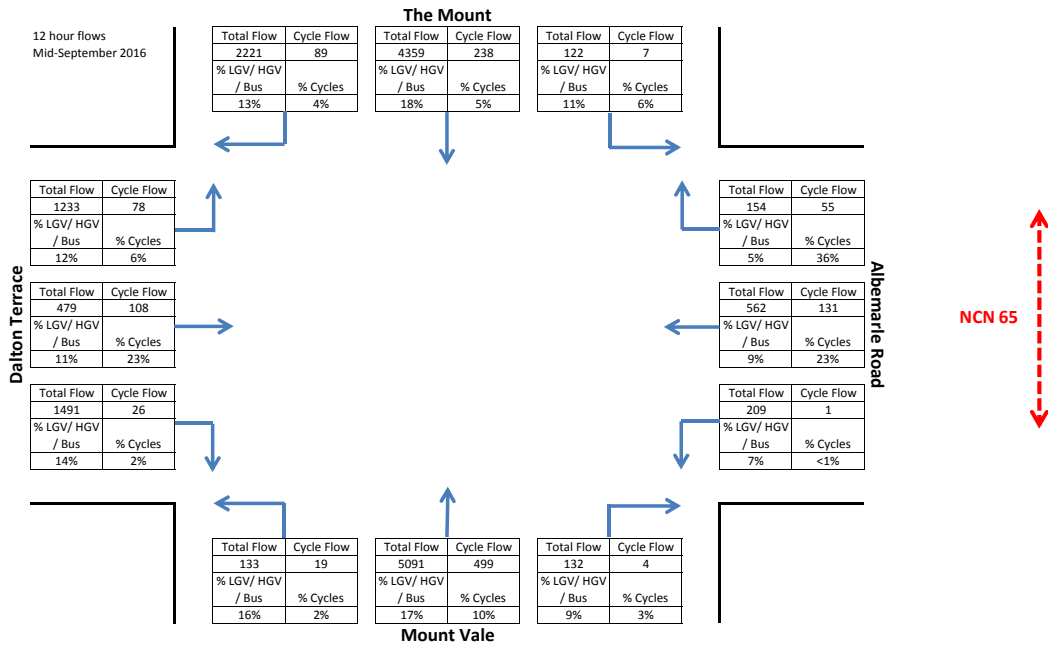 The Mount
12 hour flows
Mid-September 2016
Total Flow Cycle Flow
2221 89
% LGV/ HGV
/ Bus % Cycles
13% 4%
Total Flow Cycle Flow
4359 238
% LGV/ HGV
/ Bus % Cycles
18% 5%
Total Flow Cycle Flow
122 7
% LGV/ HGV
/ Bus % Cycles
11% 6%
Dalton Terrace
Total Flow Cycle Flow
1233 78
% LGV/ HGV
/ Bus % Cycles
12% 6%
Total Flow Cycle Flow
479 108
% LGV/ HGV
/ Bus % Cycles
11% 23%
Total Flow Cycle Flow
1491 26
% LGV/ HGV
/ Bus % Cycles
14% 2%
Total Flow Cycle Flow
154 55
% LGV/ HGV
/ Bus % Cycles
5% 36%
Total Flow Cycle Flow
562 131
% LGV/ HGV
/ Bus % Cycles
9% 23%
Total Flow Cycle Flow
209 1
% LGV/ HGV
/ Bus % Cycles
7% <1%
Albemarle Road
NCN 65
Total Flow Cycle Flow
133 19
% LGV/ HGV
/ Bus % Cycles
16% 2%
Total Flow Cycle Flow
5091 499
% LGV/ HGV
/ Bus % Cycles
17% 10%
Total Flow Cycle Flow
132 4
% LGV/ HGV
/ Bus % Cycles
9% 3%
Mount Vale